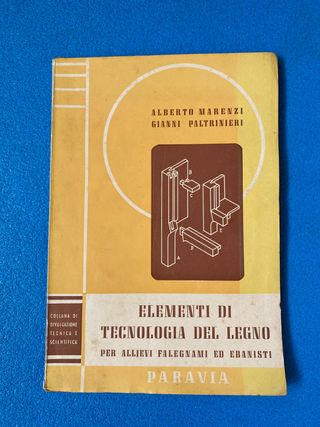 ALBERTO MARENZI
GIANNI PALTRINIERI
A
B
C
D
E
ELEMENTI DI
TECNOLOGIA DEL LEGNO
PER ALLIEVI FALEGNAMI ED EBANISTI
PARAVIA
COLLANA DI
DIVULGAZIONE
TECNICA E
SCIENTIFICA